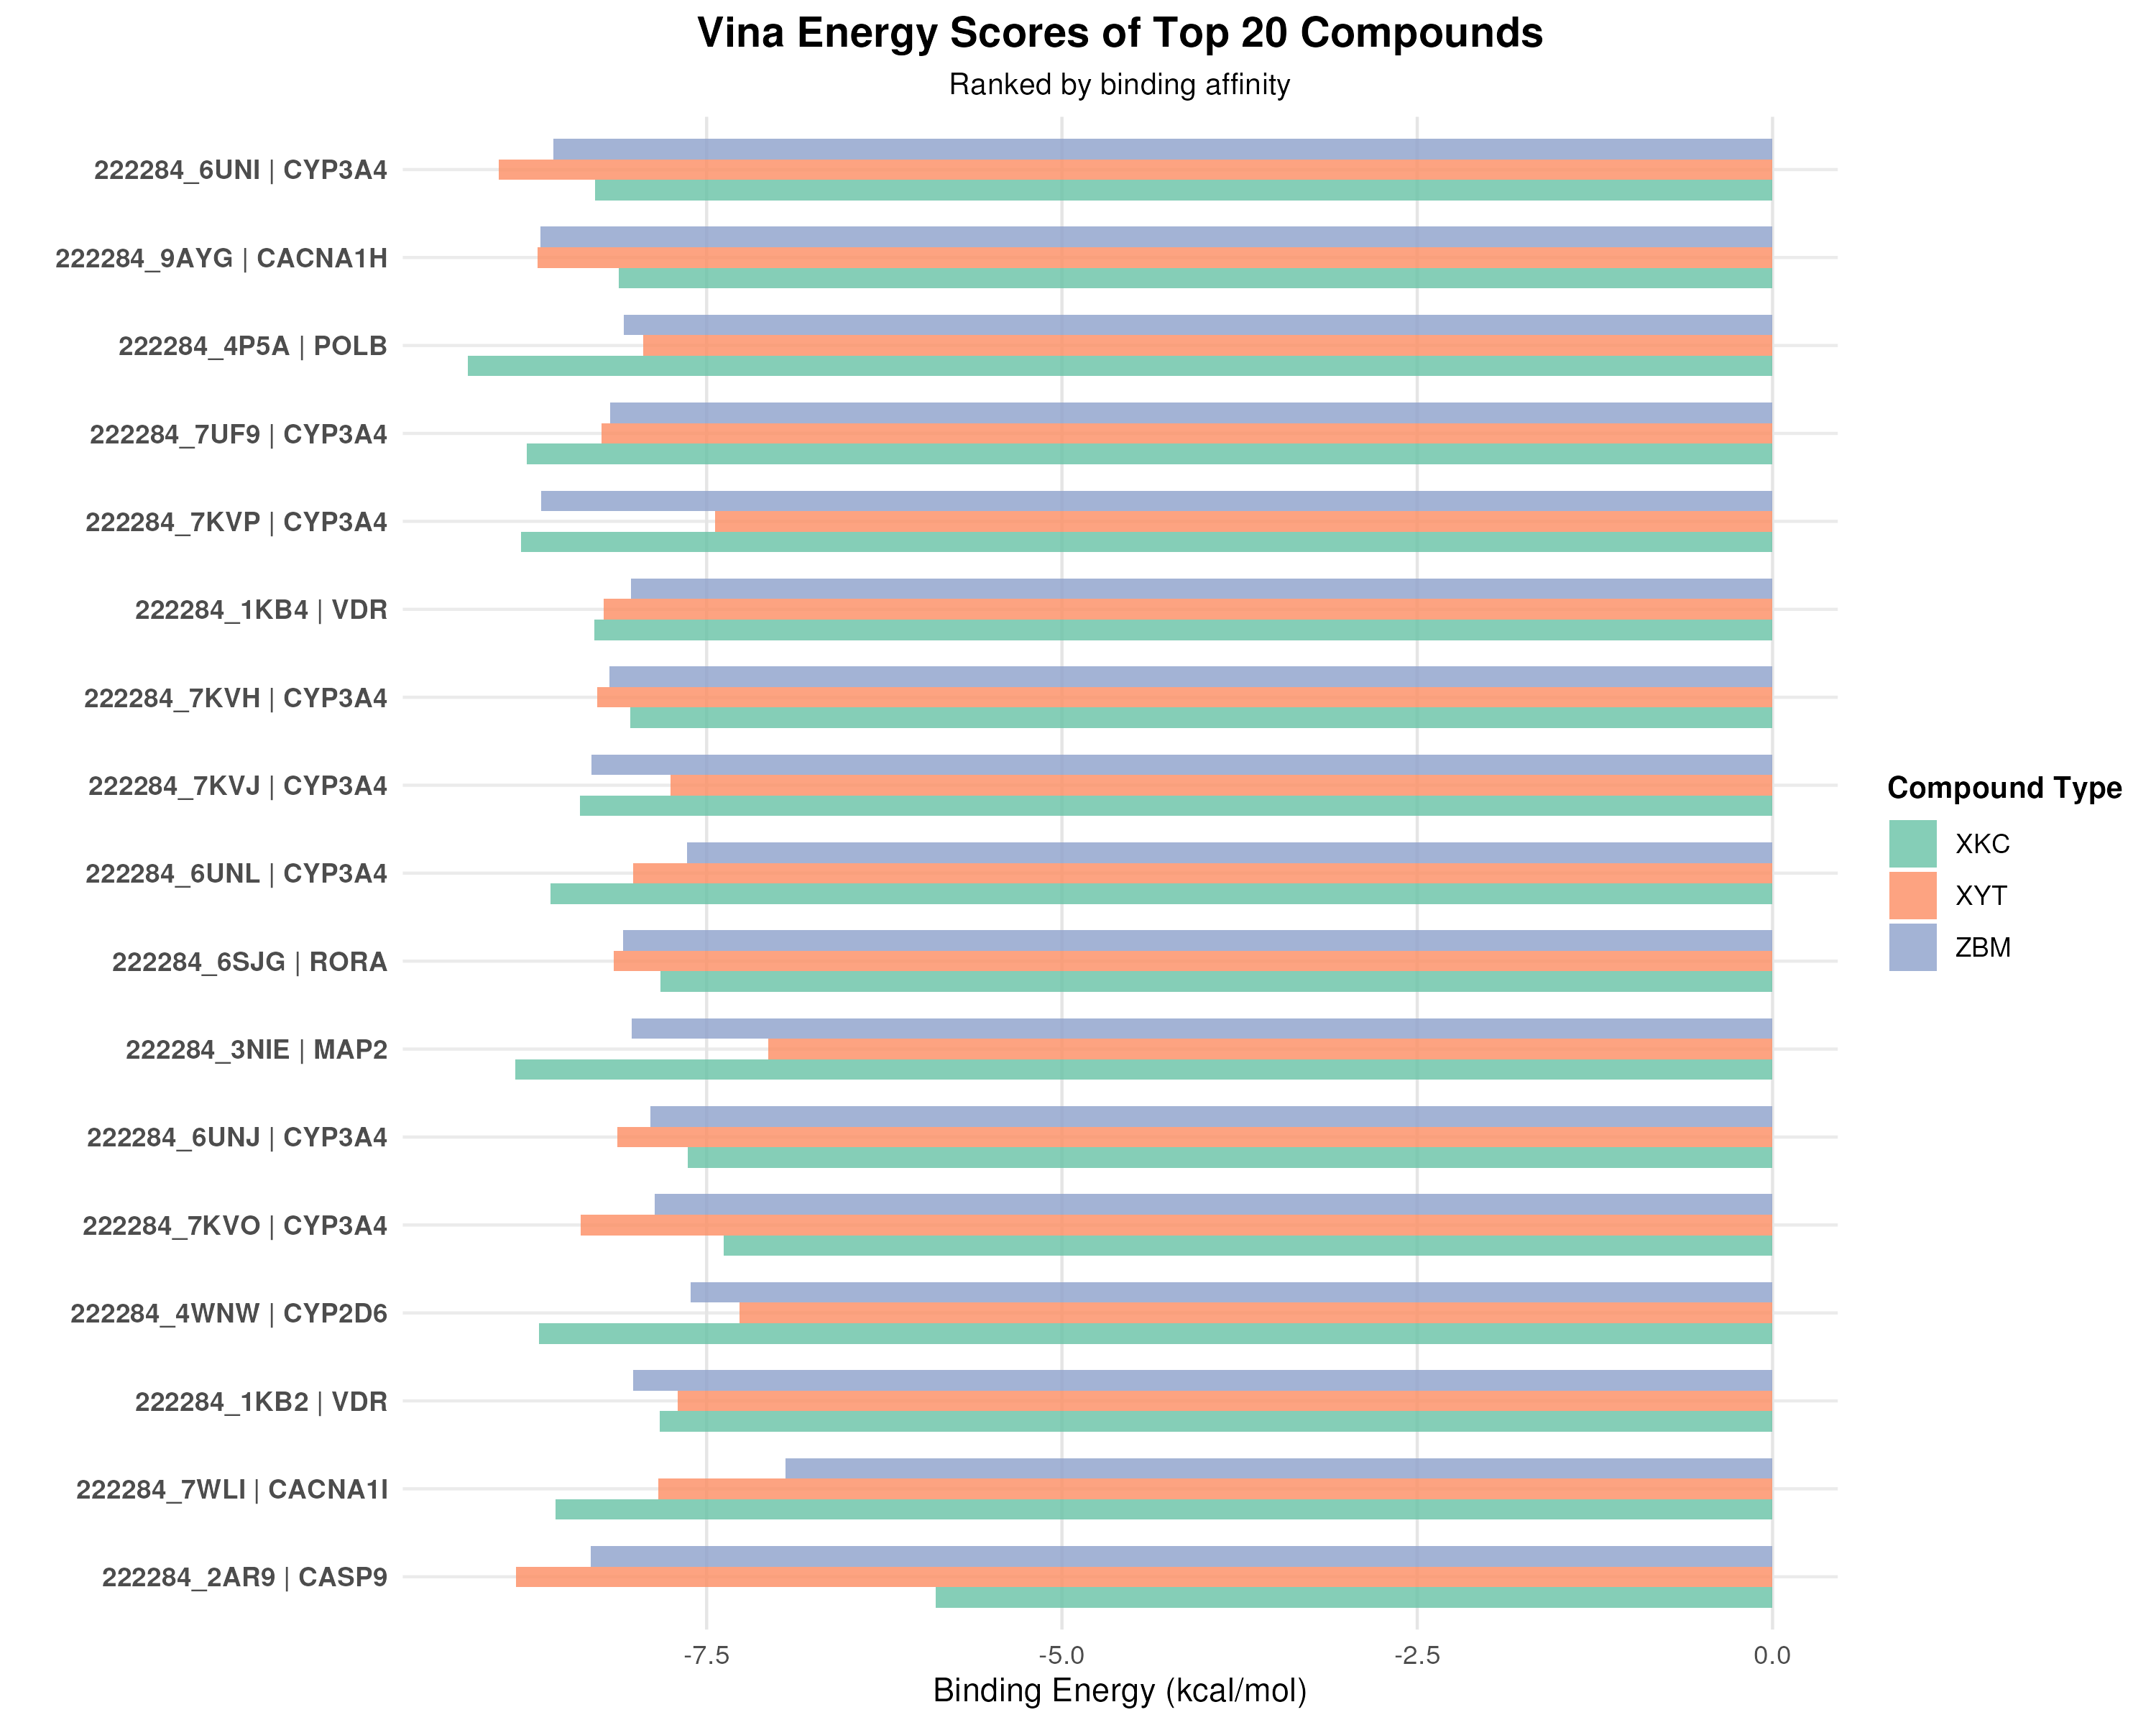 Vina Energy Scores of Top 20 Compounds
Ranked by binding affinity
222284_6UNI | CYP3A4
222284_9AYG | CACNA1H
222284_4P5A | POLB
222284_7UF9 | CYP3A4
222284_7KVP | CYP3A4
222284_1KB4 | VDR
222284_7KVH | CYP3A4
222284_7KVJ | CYP3A4
222284_6UNL | CYP3A4
222284_6SJG | RORA
222284_3NIE | MAP2
222284_6UNJ | CYP3A4
222284_7KVO | CYP3A4
222284_4WNW | CYP2D6
222284_1KB2 | VDR
222284_7WLI | CACNA1I
222284_2AR9 | CASP9
-7.5 -5.0 -2.5 0.0
Binding Energy (kcal/mol)
Compound Type
XKC
XYT
ZBM